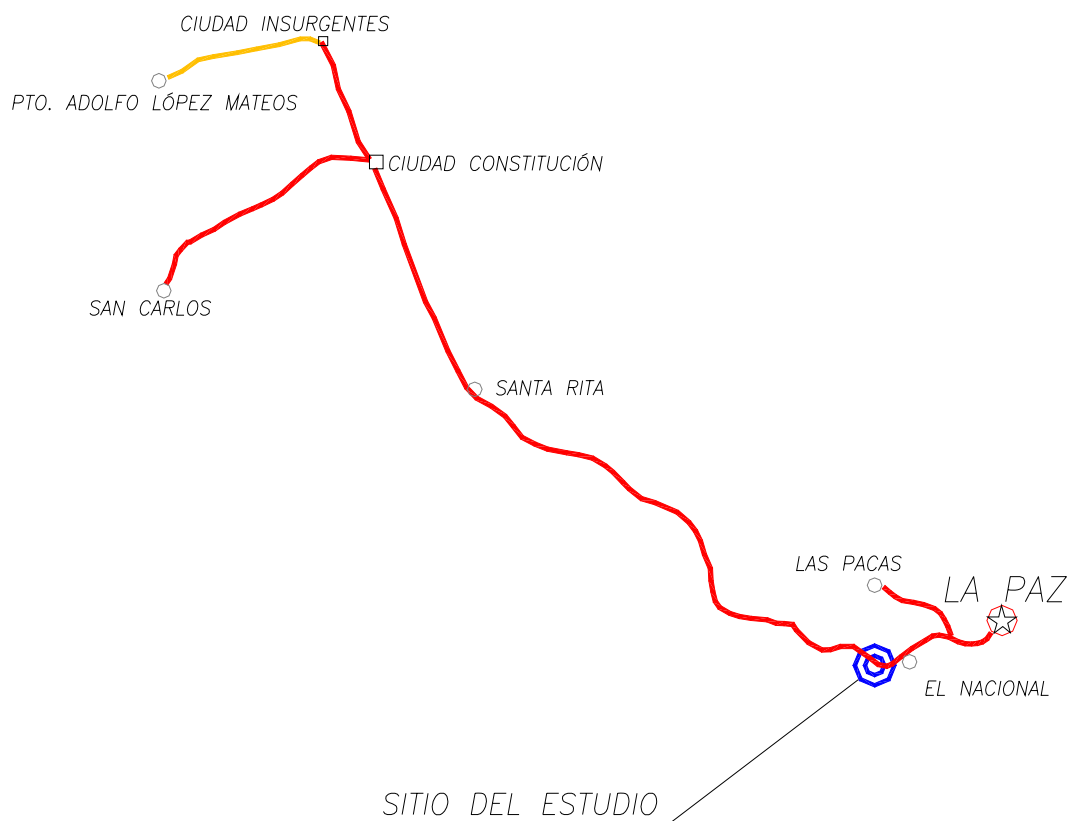 CIUDAD INSURGENTES
PTO. ADOLFO LÓPEZ MATEOS
CIUDAD CONSTITUCIÓN
SAN CARLOS
SANTA RITA
LAS PACAS
LA PAZ
EL NACIONAL
SITIO DEL ESTUDIO